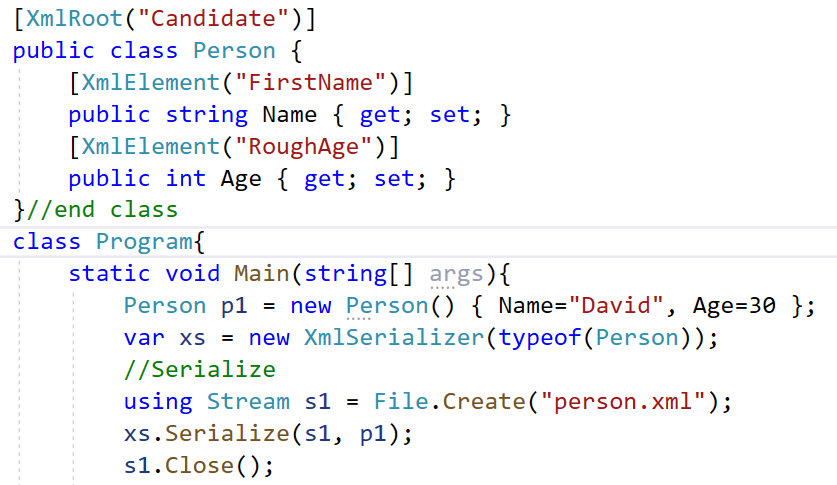 [XmlRoot("Candidate")]
public class Person {
    [XmlElement("FirstName")]
    public string Name { get; set; }
    [XmlElement("RoughAge")]
    public int Age { get; set; }
}//end class
class Program{
    static void Main(string[] args){
        Person p1 = new Person() { Name="David", Age=30 };
        var xs = new XmlSerializer(typeof(Person));
        //Serialize
        using Stream s1 = File.Create("person.xml");
        xs.Serialize(s1, p1);
        s1.Close();